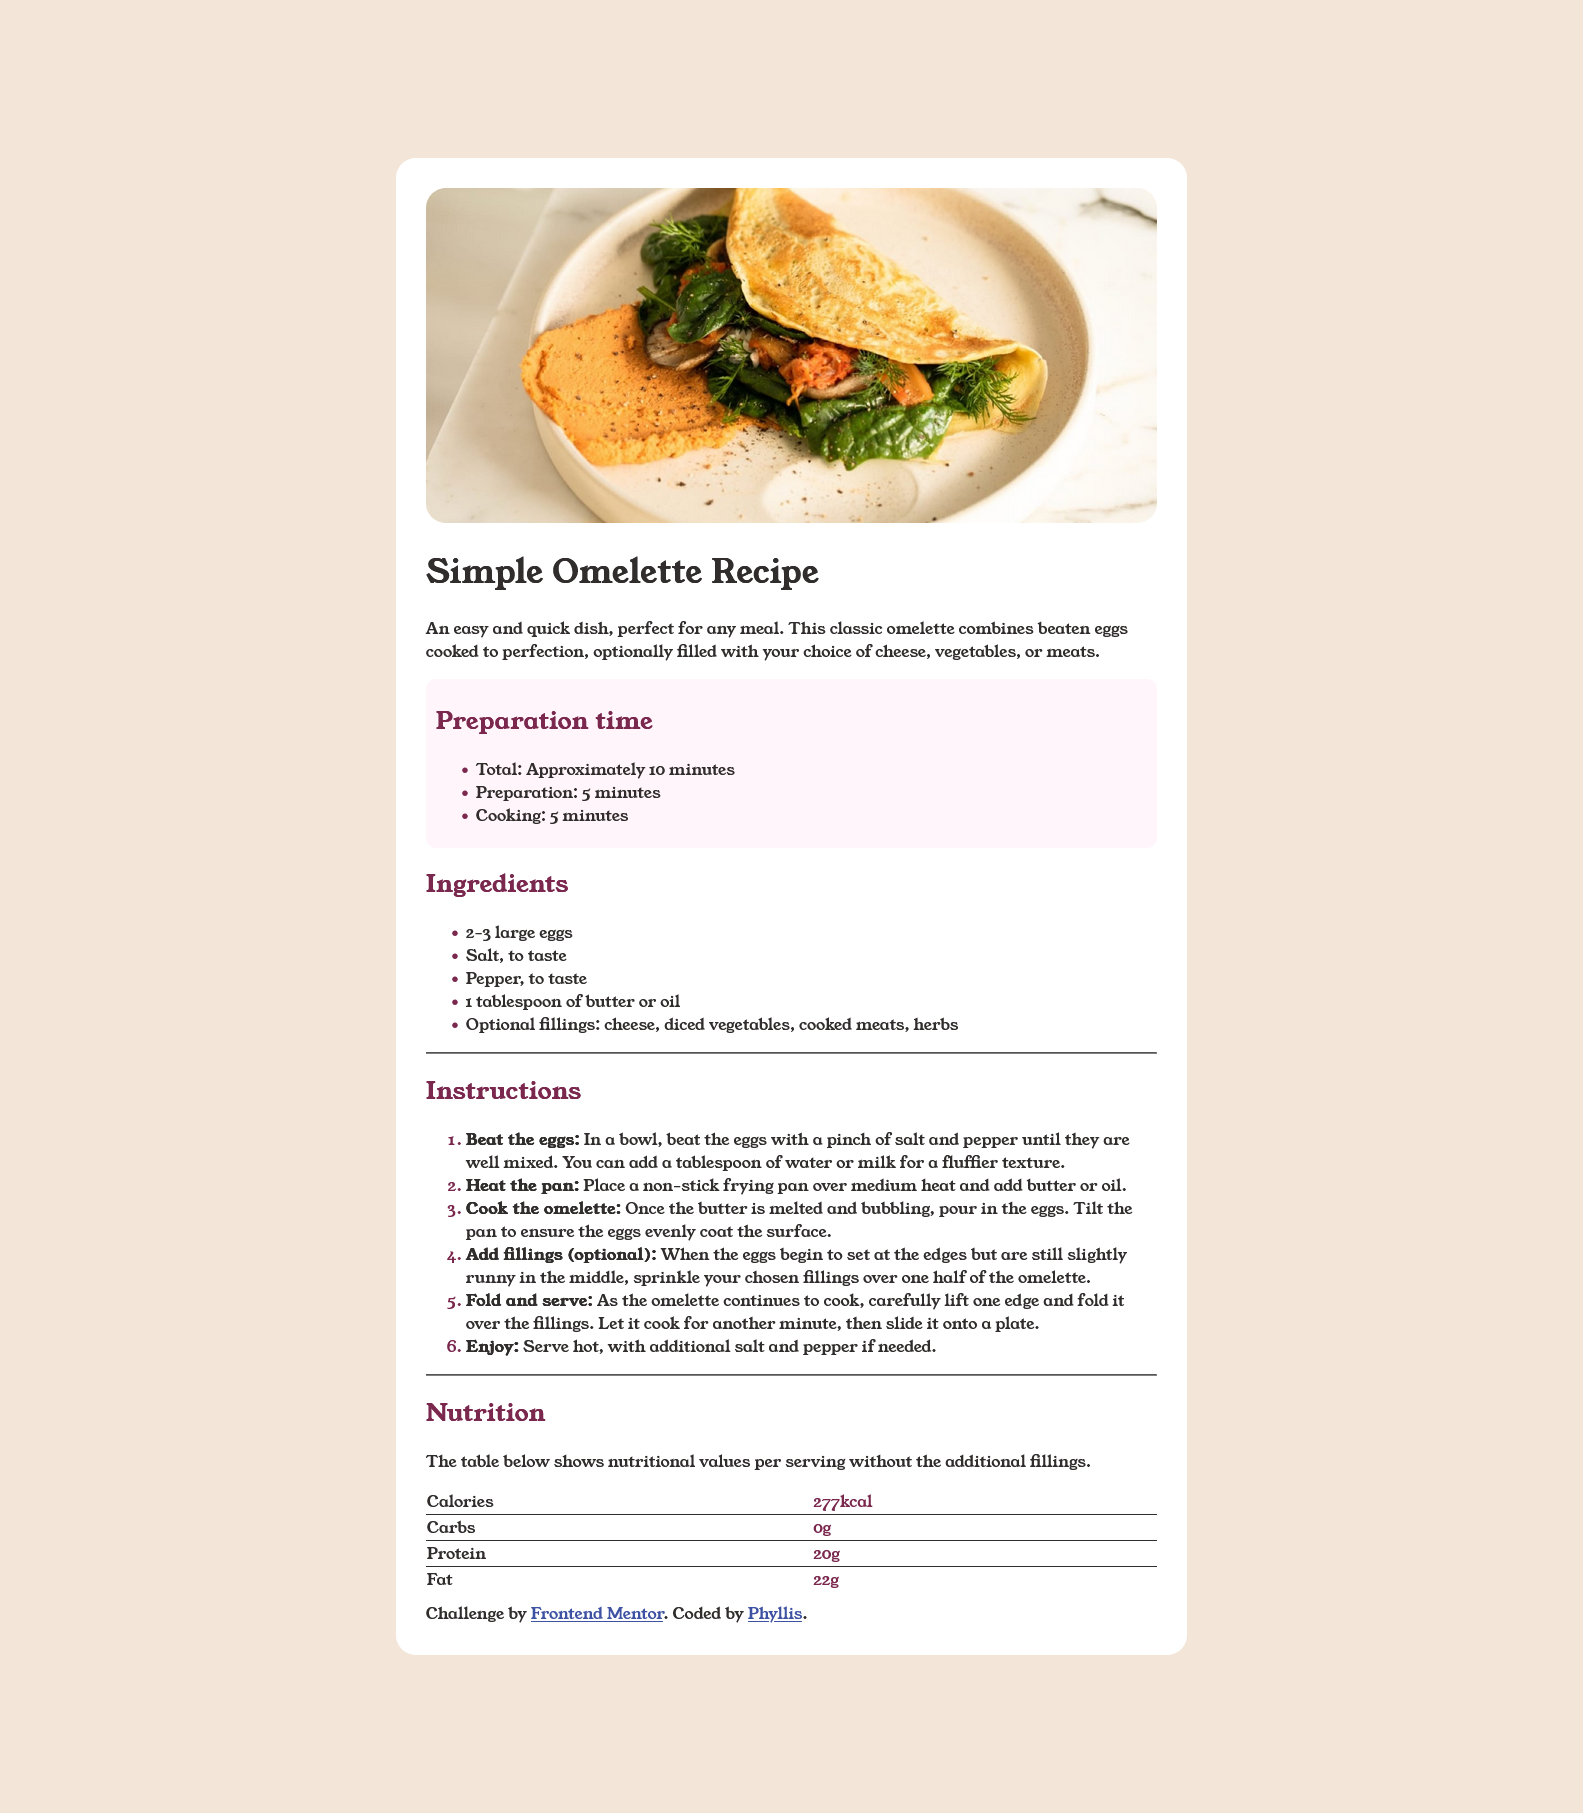 Simple Omelette Recipe
An easy and quick dish, perfect for any meal. This classic omelette combines beaten eggs
cooked to perfection, optionally filled with your choice of cheese, vegetables, or meats.
Preparation time
• Total: Approximately 10 minutes
• Preparation: 5 minutes
• Cooking: 5 minutes
Ingredients
• 2-3 large eggs
• Salt, to taste
• Pepper, to taste
• 1 tablespoon of butter or oil
• Optional fillings: cheese, diced vegetables, cooked meats, herbs
Instructions
1. Beat the eggs: In a bowl, beat the eggs with a pinch of salt and pepper until they are
well mixed. You can add a tablespoon of water or milk for a fluffier texture.
2. Heat the pan: Place a non-stick frying pan over medium heat and add butter or oil.
3. Cook the omelette: Once the butter is melted and bubbling, pour in the eggs. Tilt the
pan to ensure the eggs evenly coat the surface.
4. Add fillings (optional): When the eggs begin to set at the edges but are still slightly
runny in the middle, sprinkle your chosen fillings over one half of the omelette.
5. Fold and serve: As the omelette continues to cook, carefully lift one edge and fold it
over the fillings. Let it cook for another minute, then slide it onto a plate.
6. Enjoy: Serve hot, with additional salt and pepper if needed.
Nutrition
The table below shows nutritional values per serving without the additional fillings.
Calories 277kcal
Carbs 0g
Protein 20g
Fat 22g
Challenge by Frontend Mentor. Coded by Phyllis.